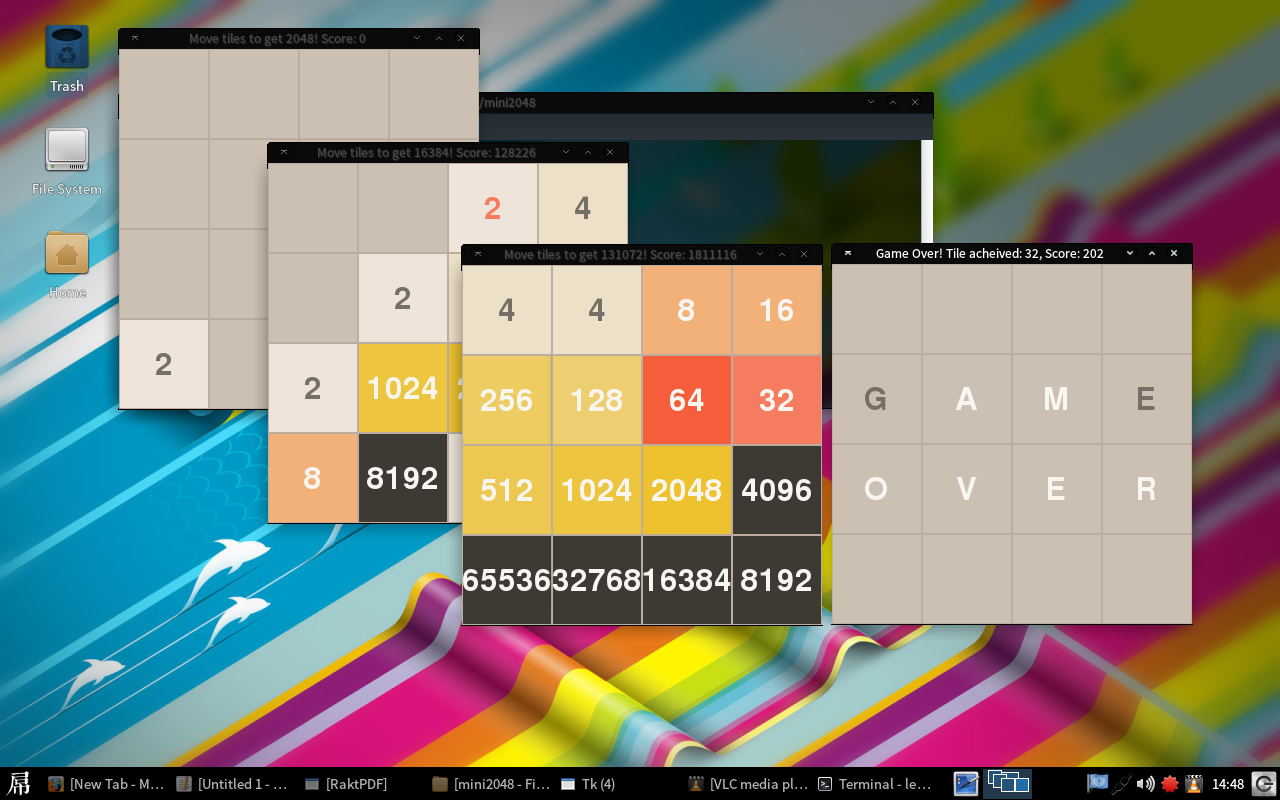 Trash
File System
Home
Move tiles to get 2048! Score: 0
2
/mini2048
Move tiles to get 16384! Score: 128226
2 4
2
2 1024
8 8192
Move tiles to get 131072! Score: 1811116
4 4 8 16
256 128 64 32
512 1024 2048 4096
65536 32768 16384 8192
Game Over! Tile acheived: 32, Score: 202
G A M E
O V E R
[New Tab - M... [Untitled 1 - ... [RaktPDF] [mini2048 - Fi... Tk (4) [VLC media pl... Terminal - le... 14:48